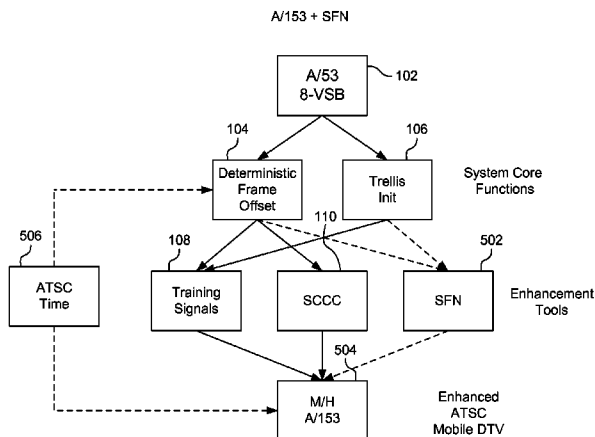 A/153 + SFN
A/53
8-VSB
102
104
106
Deterministic
Frame
Offset
Trellis
Init
System Core
Functions
506
108
110
502
ATSC
Time
Training
Signals
SCCC
SFN
Enhancement
Tools
504
M/H
A/153
Enhanced
ATSC
Mobile DTV